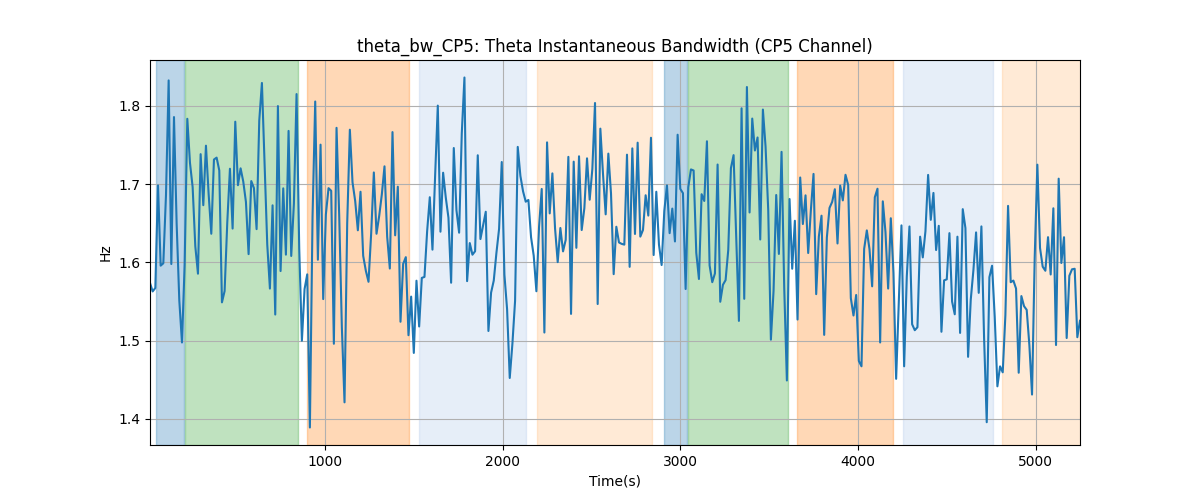 theta_bw_CP5: Theta Instantaneous Bandwidth (CP5 Channel)
1.8
1.7
1.6
1.5
1.4
Hz
1000 2000 3000 4000 5000
Time(s)